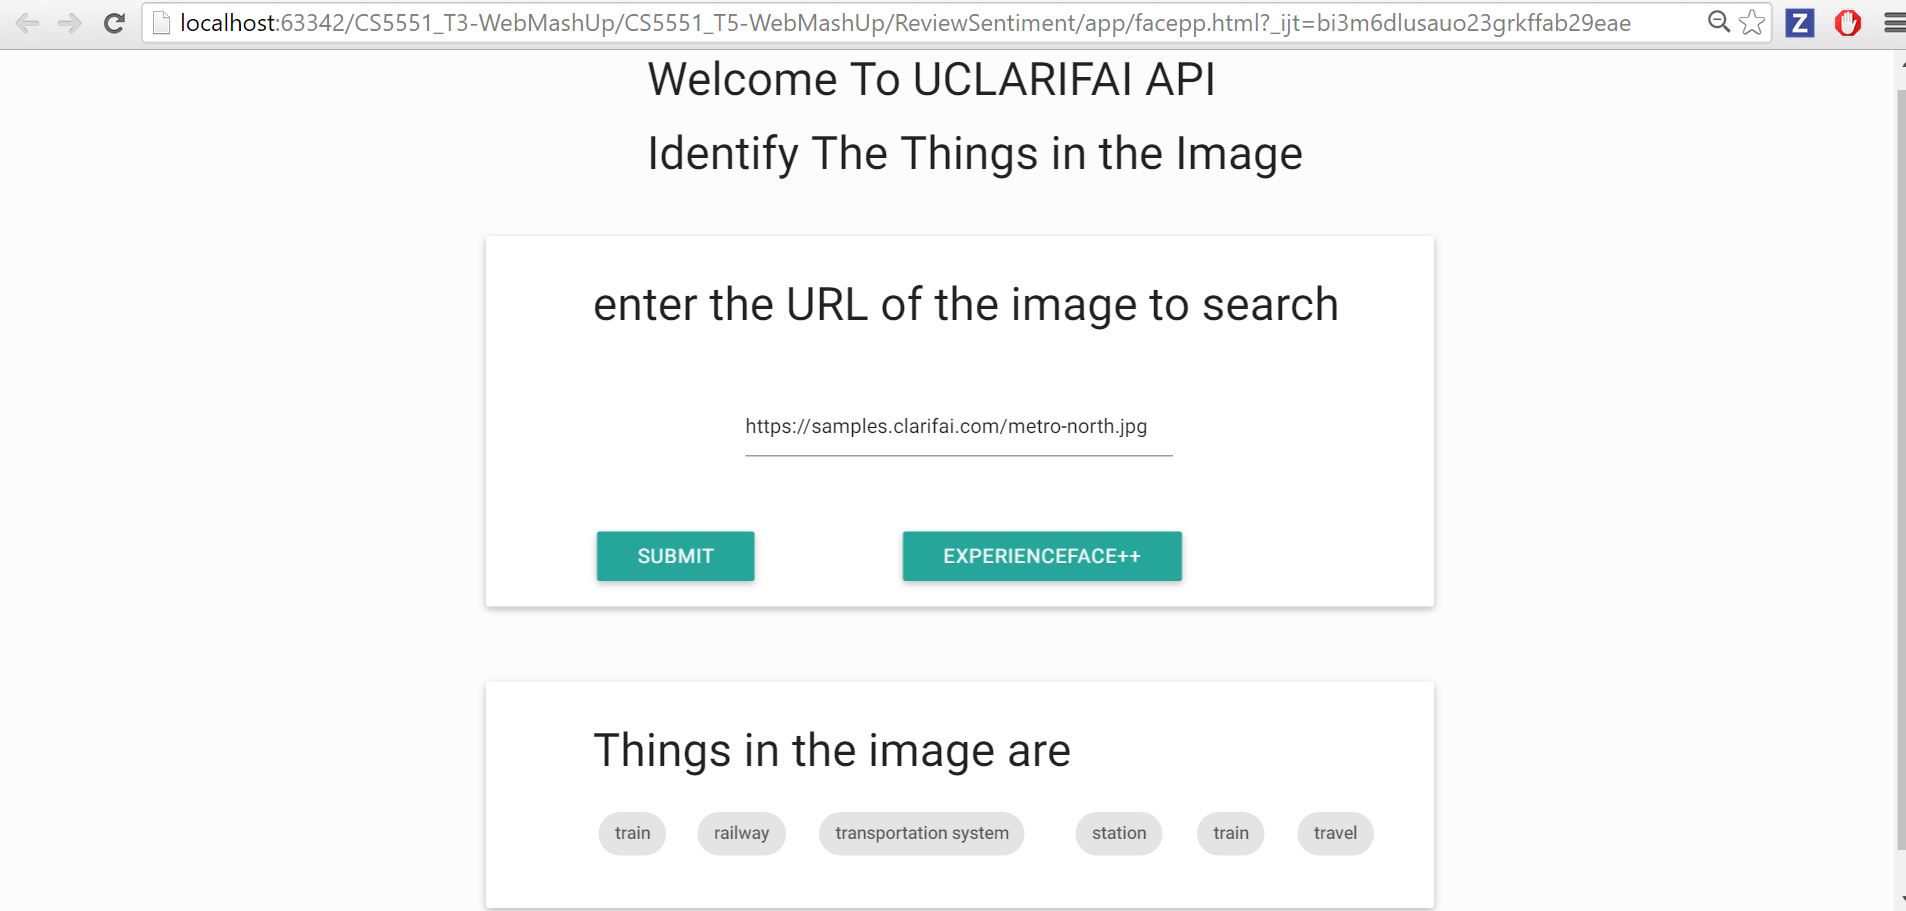 localhost:63342/CS5551_T3-WebMashUp/CS5551_T5-WebMashUp/ReviewSentiment/app/facepp.html?_ijt=bi3m6dlusauo23grkffab29eae
Z
Welcome To UCLARIFAI API
Identify The Things in the Image
enter the URL of the image to search
https://samples.clarifai.com/metro-north.jpg
SUBMIT EXPERIENCEFACE++
Things in the image are
train railway transportation system station train travel